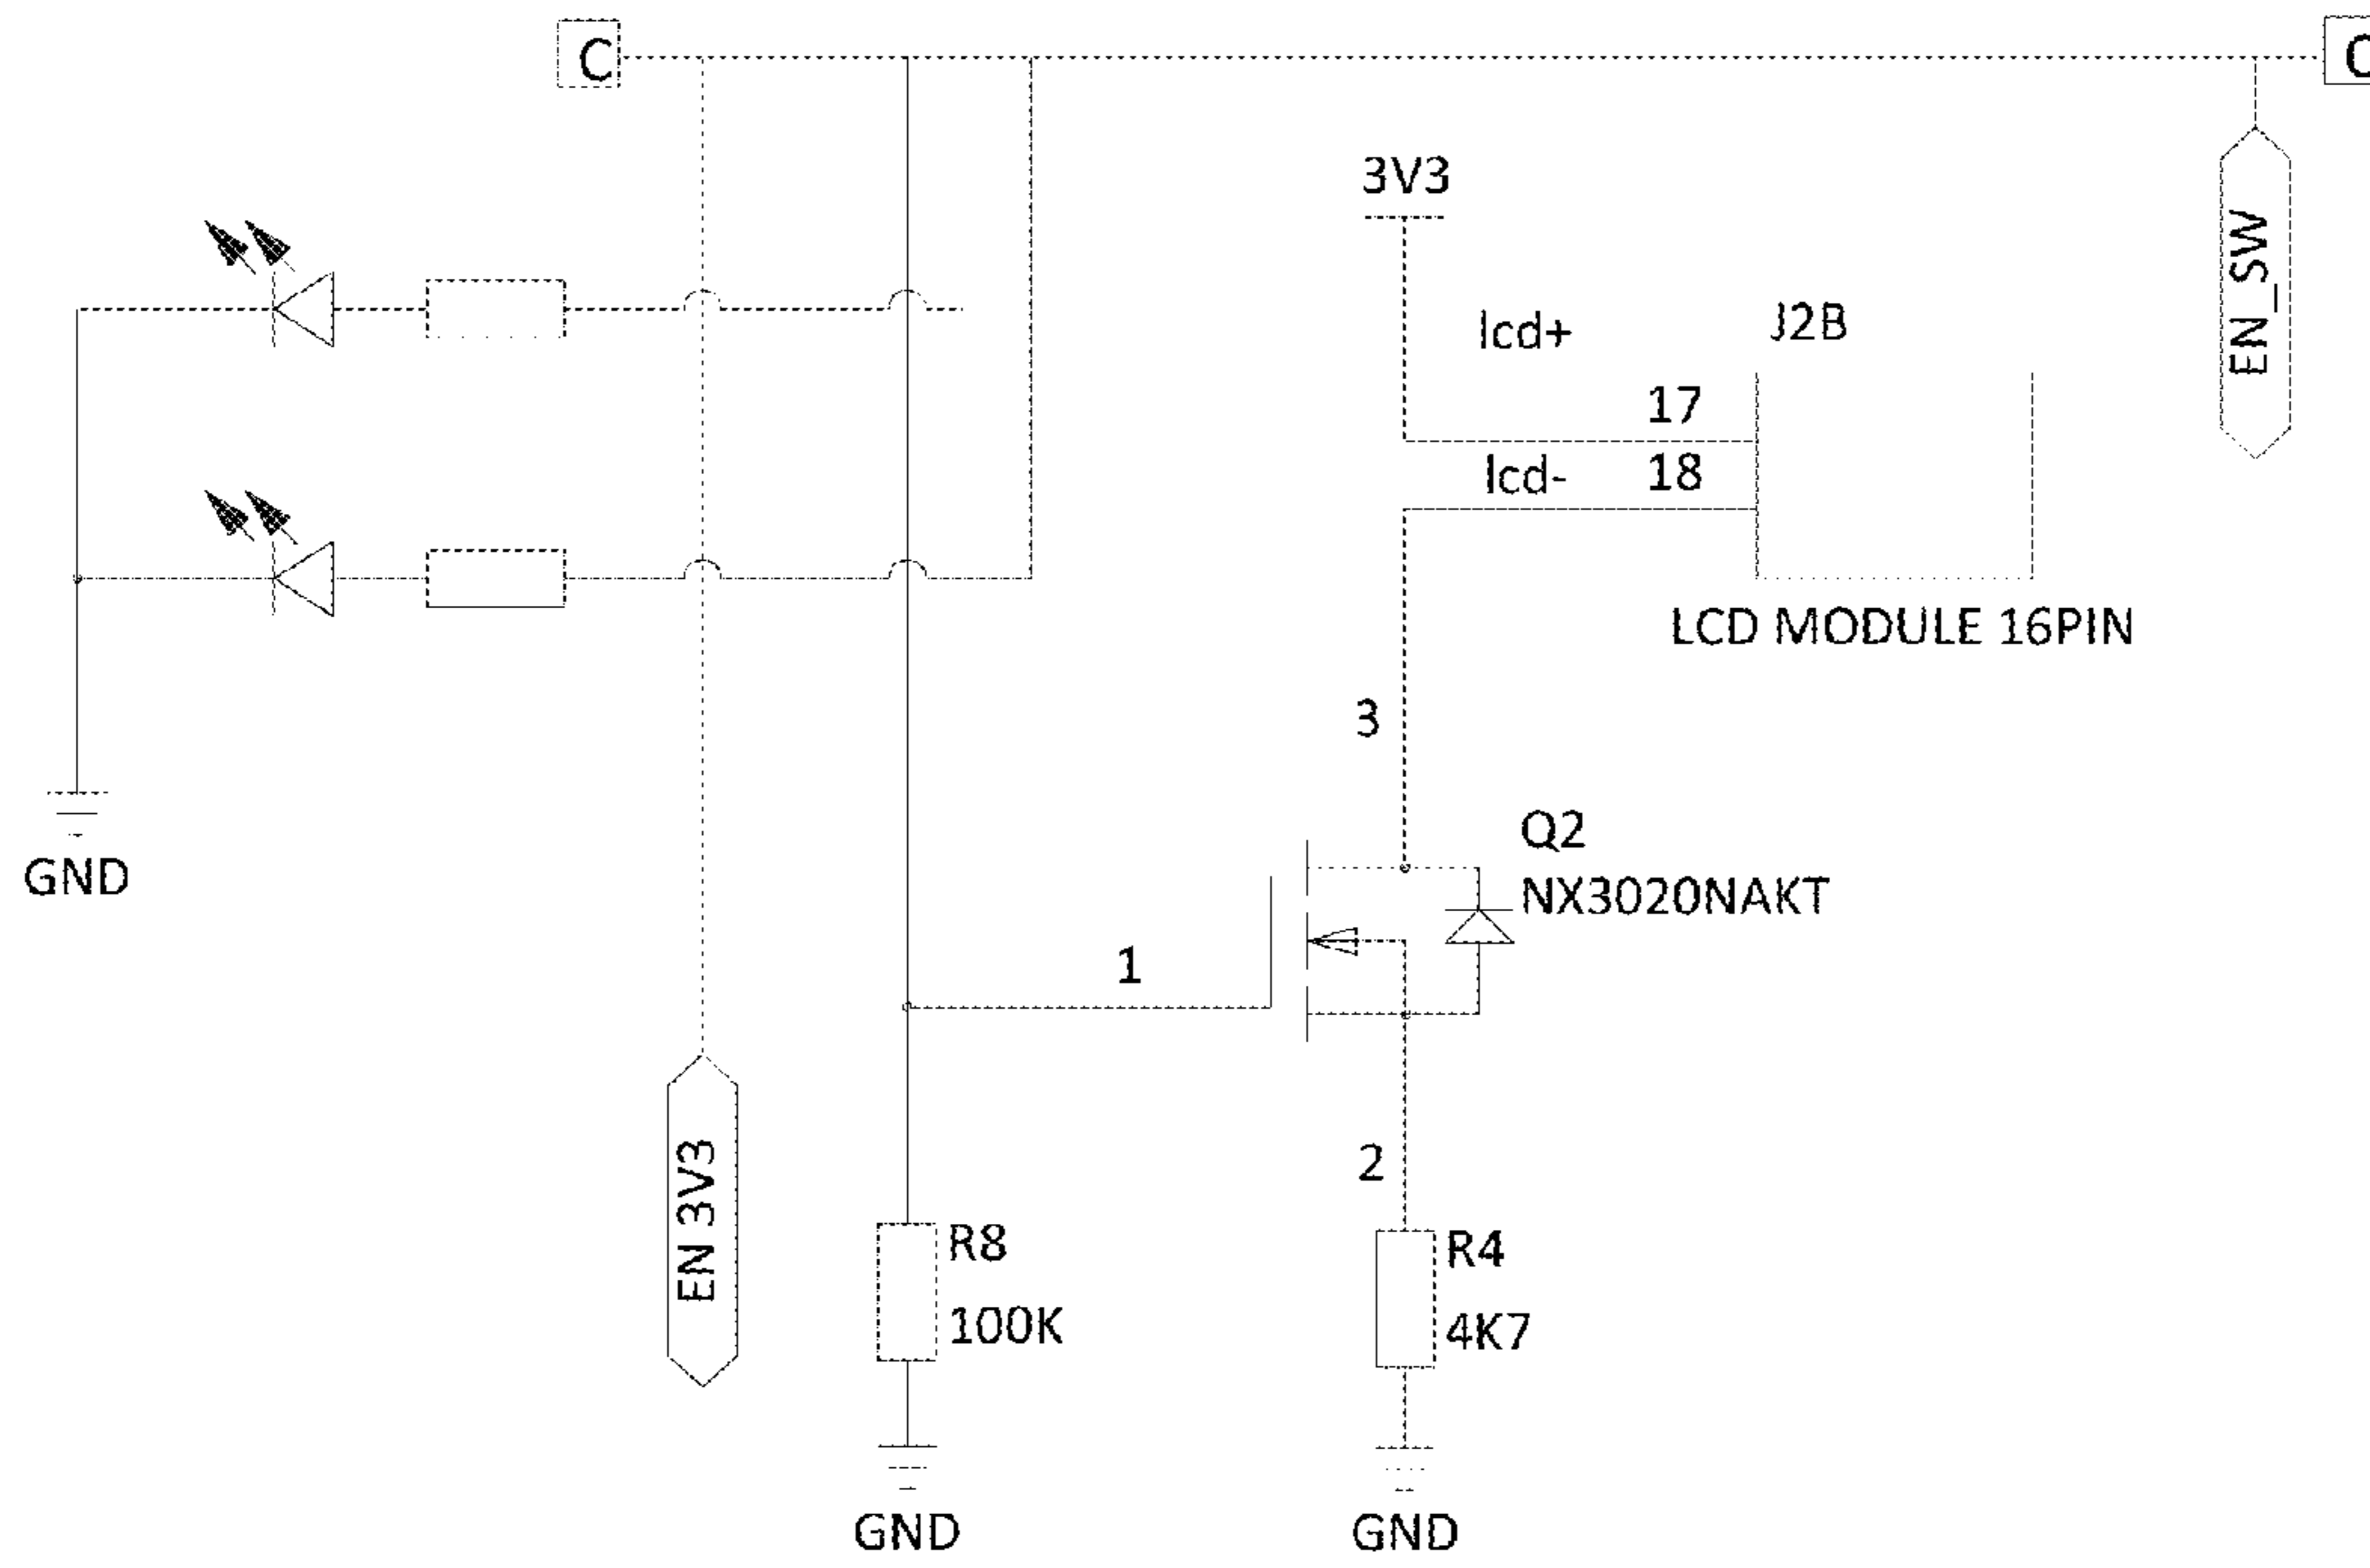 C
C
3V3
EN_SW
lcd+
J2B
17
lcd-
18
LCD MODULE 16PIN
3
Q2
NX3020NAKT
GND
1
2
EN 3V3
R8
100K
R4
4K7
GND
GND